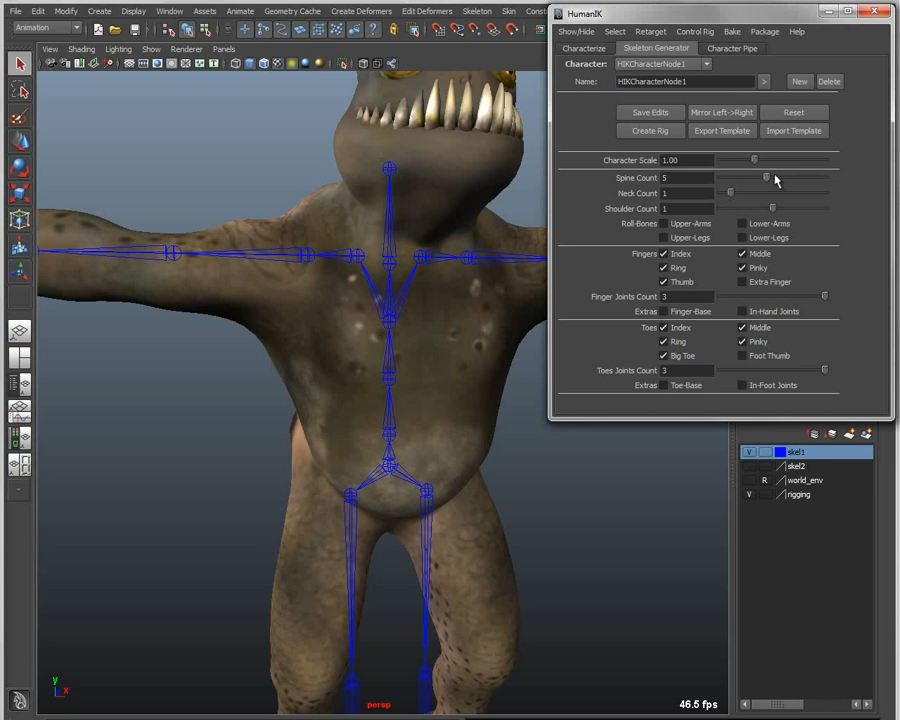 File Edit Modify Create Display Window Assets Geometry Cache Create Deformers Edit Deformers Skeleton Skin Cons
Animation
View Shading Lighting Show Renderer Panels
HumanIK
Show/Hide Select Retarget Control Rig Bake Package Help
Characterize Skeleton Generator Character Pipe
Character: HIKCharacterNode1
Name: HIKCharacterNode1 > New Delete
Save Edits Mirror Left->Right Reset
Create Rig Export Template Import Template
Character Scale 1.00
Spine Count 5
Neck Count 1
Shoulder Count 1
Roll-Bones Upper-Arms Lower-Arms
Upper-Legs Lower-Legs
Fingers Index Middle
Ring Pinky
Thumb Extra Finger
Finger Joints Count 3
Extras Finger-Base In-Hand Joints
Toes Index Middle
Ring Pinky
Big Toe Foot Thumb
Toes Joints Count 3
Extras Toe-Base In-Foot Joints
V skel1
skel2
R world_env
V rigging
y
x
persp
46.5 fps